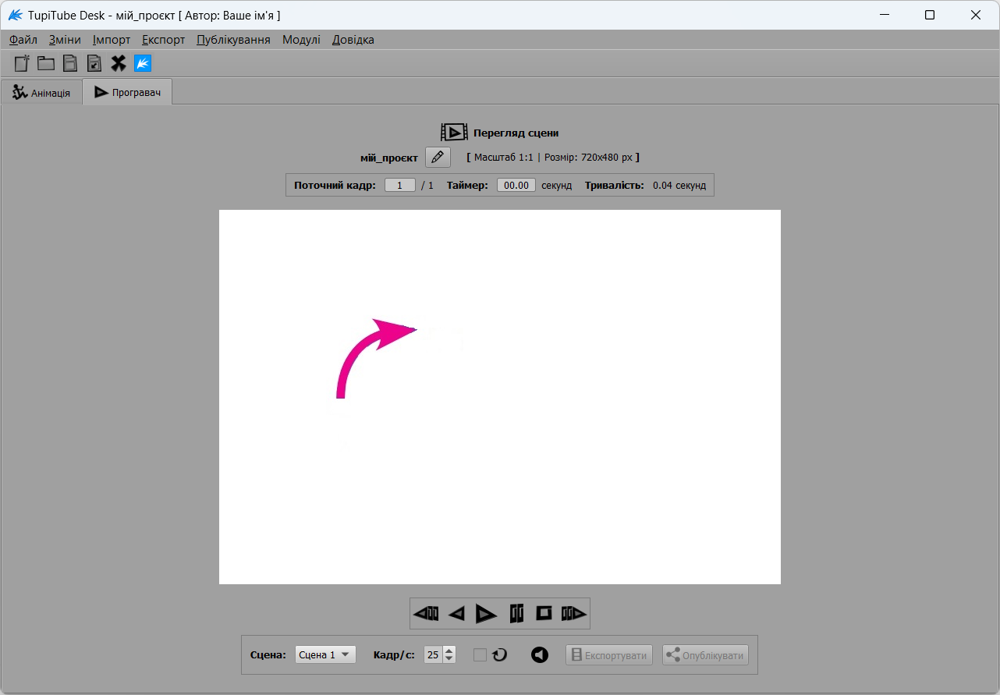 TupiTube Desk - мій_проєкт [ Автор: Ваше ім'я ]
Файл Зміни Імпорт Експорт Публікування Модулі Довідка
Анімація Програвач
Перегляд сцени
мій_проєкт [ Масштаб 1:1 | Розмір: 720x480 px ]
Поточний кадр: 1 / 1 Таймер: 00.00 секунд Тривалість: 0.04 секунд
Сцена: Сцена 1 Кадр/с: 25 Експортувати Опублікувати